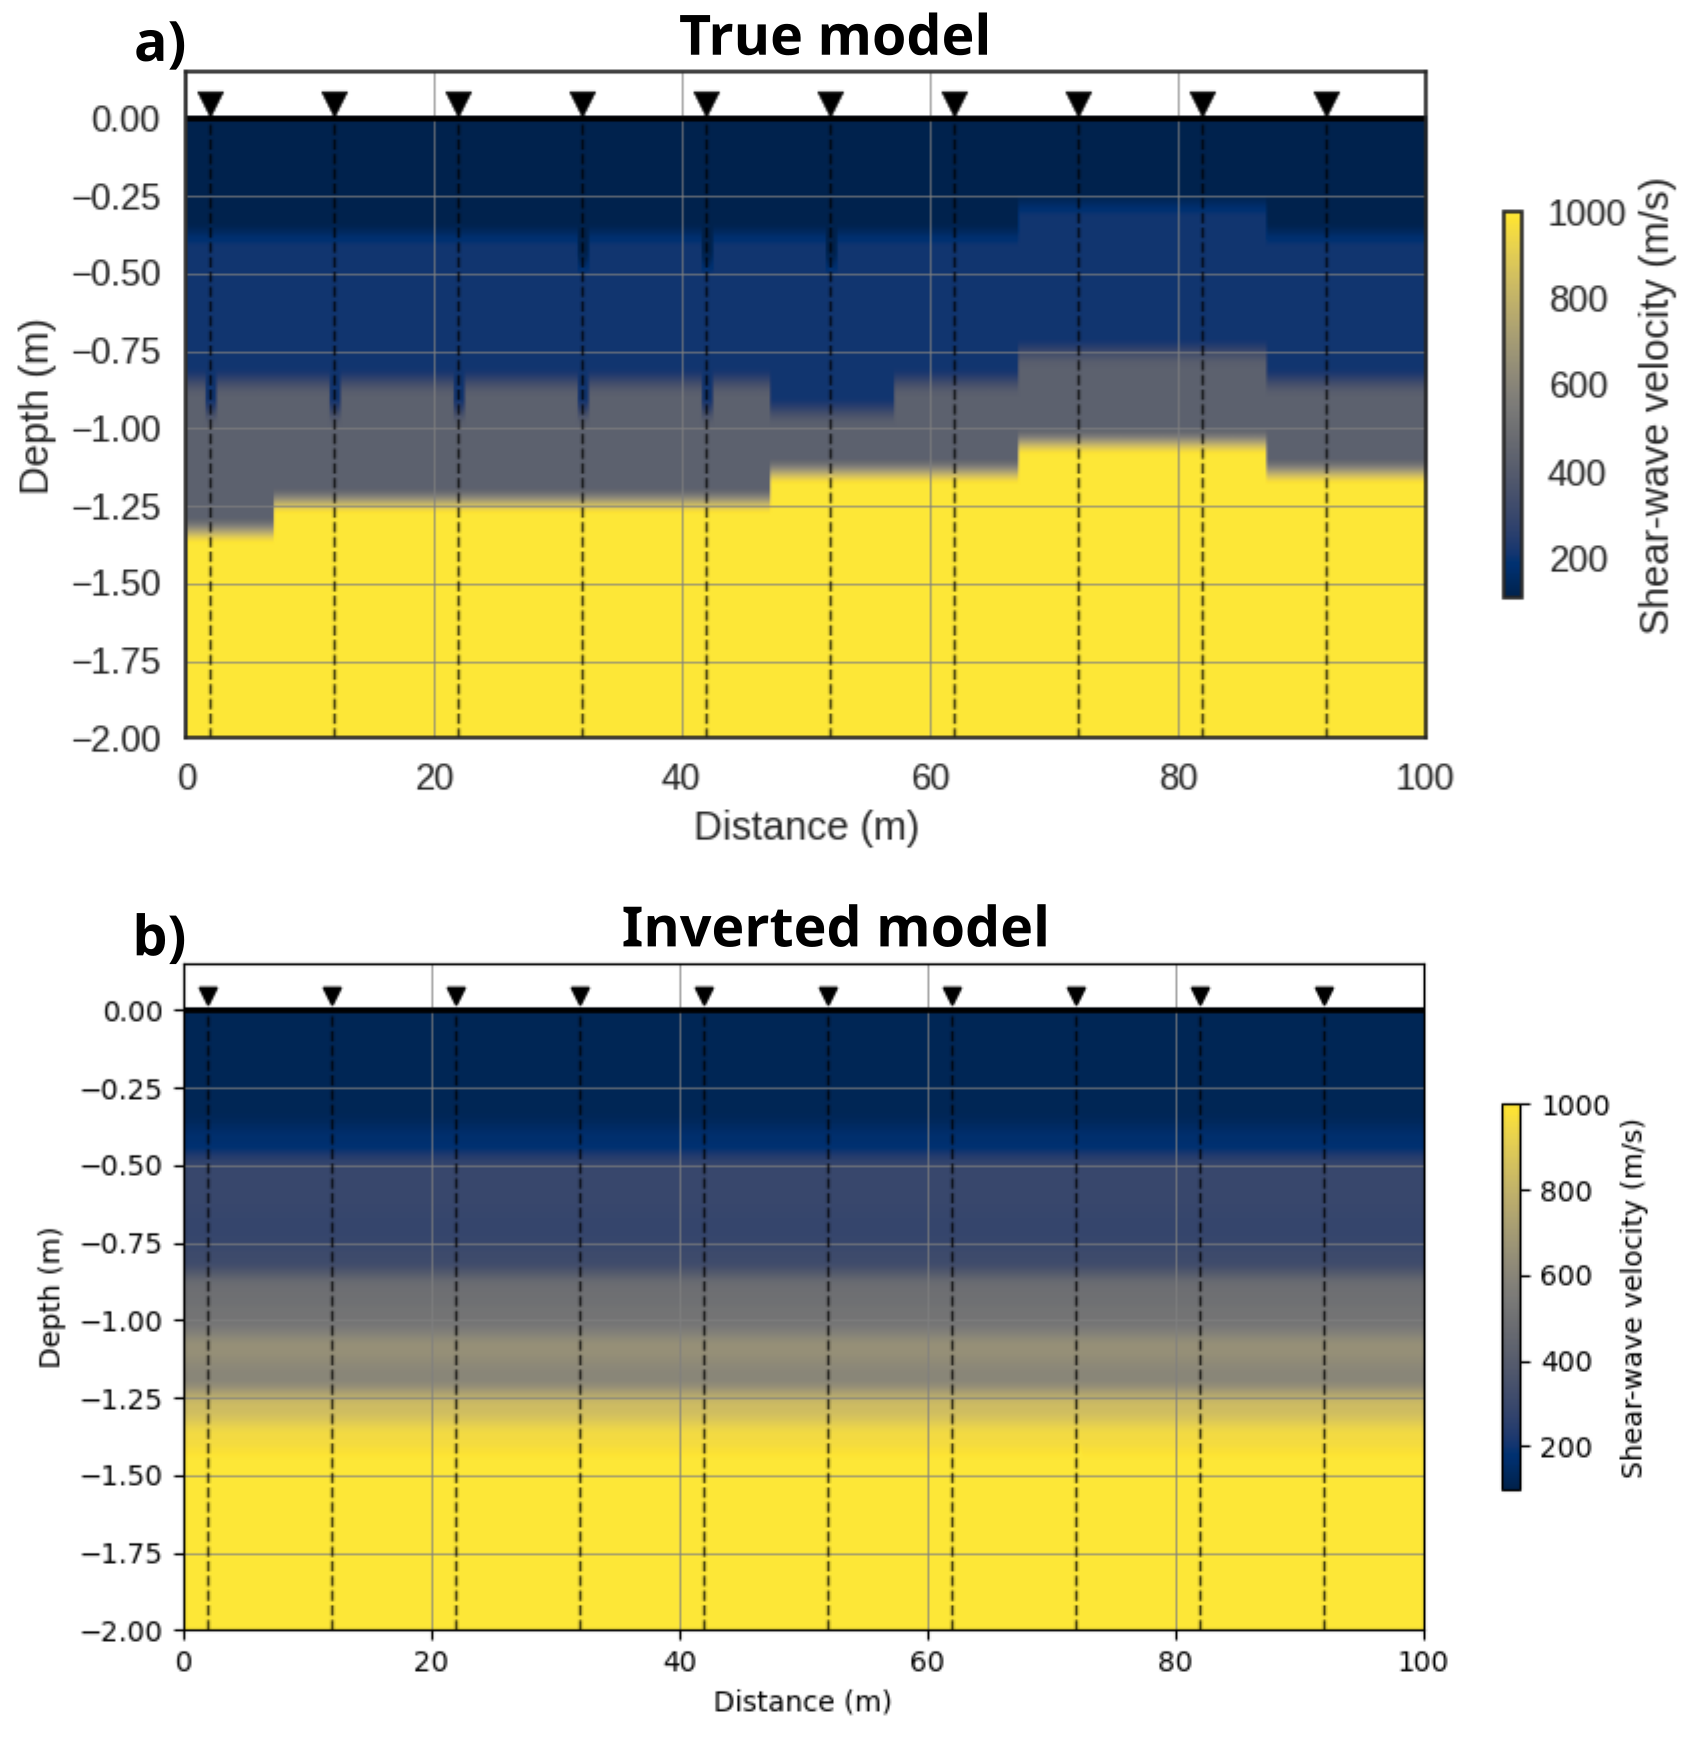 a)
True model
0.00
−0.25
−0.50
−0.75
−1.00
−1.25
−1.50
−1.75
−2.00
Depth (m)
0 20 40 60 80 100
Distance (m)
1000
800
600
400
200
Shear-wave velocity (m/s)
b)
Inverted model
0.00
−0.25
−0.50
−0.75
−1.00
−1.25
−1.50
−1.75
−2.00
Depth (m)
0 20 40 60 80 100
Distance (m)
1000
800
600
400
200
Shear-wave velocity (m/s)